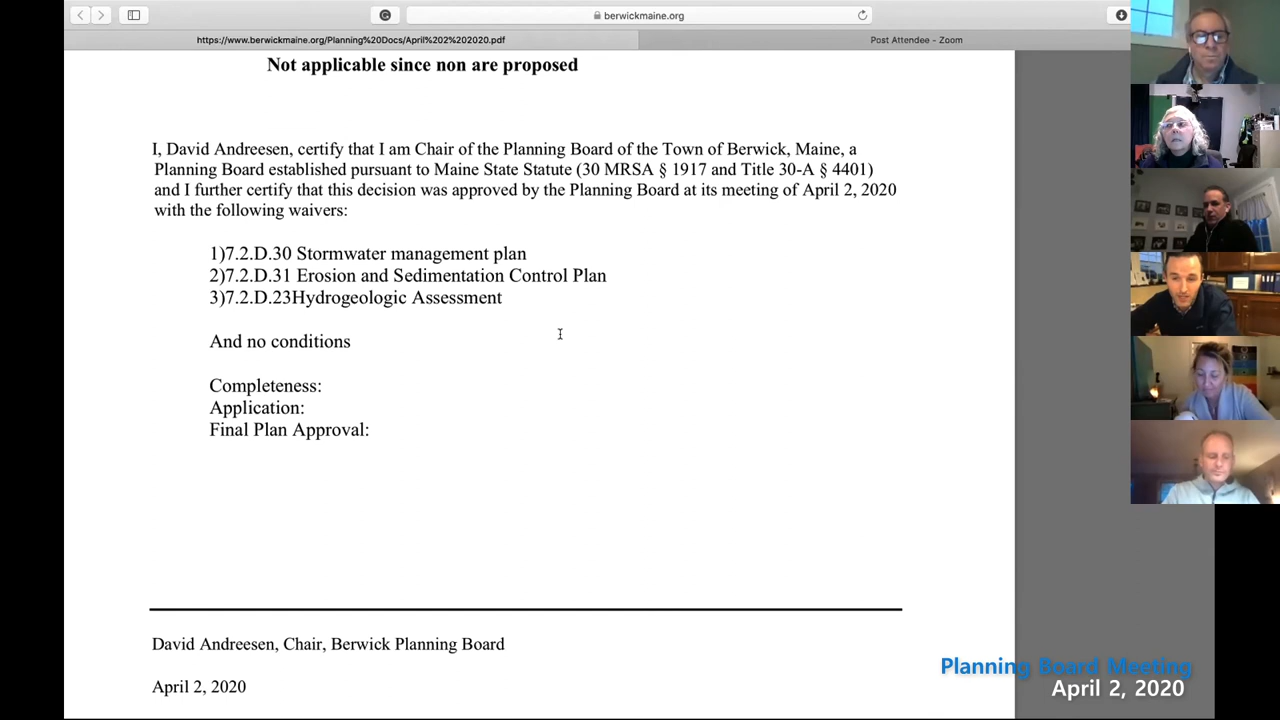 berwickmaine.org
https://www.berwickmaine.org/Planning%20Docs/April%202%202020.pdf
Post Attendee - Zoom
Not applicable since non are proposed
I, David Andreesen, certify that I am Chair of the Planning Board of the Town of Berwick, Maine, a
Planning Board established pursuant to Maine State Statute (30 MRSA § 1917 and Title 30-A § 4401)
and I further certify that this decision was approved by the Planning Board at its meeting of April 2, 2020
with the following waivers:
1)7.2.D.30 Stormwater management plan
2)7.2.D.31 Erosion and Sedimentation Control Plan
3)7.2.D.23Hydrogeologic Assessment
And no conditions
Completeness:
Application:
Final Plan Approval:
David Andreesen, Chair, Berwick Planning Board
April 2, 2020
Planning Board Meeting
April 2, 2020